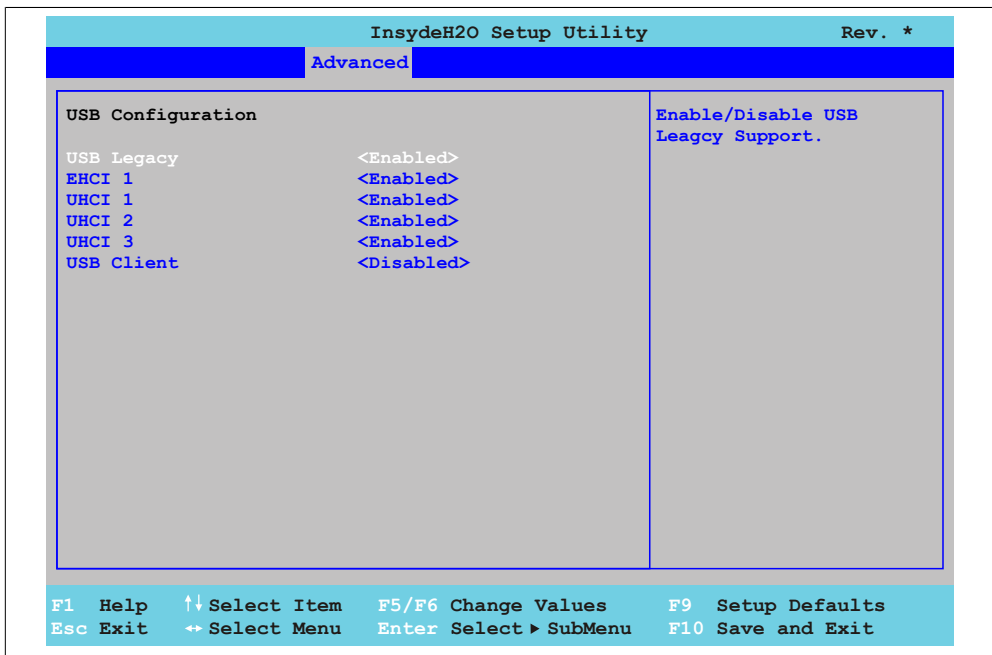 InsydeH2O Setup Utility Rev. *
Advanced
USB Configuration
USB Legacy <Enabled>
EHCI 1 <Enabled>
UHCI 1 <Enabled>
UHCI 2 <Enabled>
UHCI 3 <Enabled>
USB Client <Disabled>
Enable/Disable USB
Leagcy Support.
F1 Help ↑↓ Select Item F5/F6 Change Values F9 Setup Defaults
Esc Exit ↔ Select Menu Enter Select ▶ SubMenu F10 Save and Exit